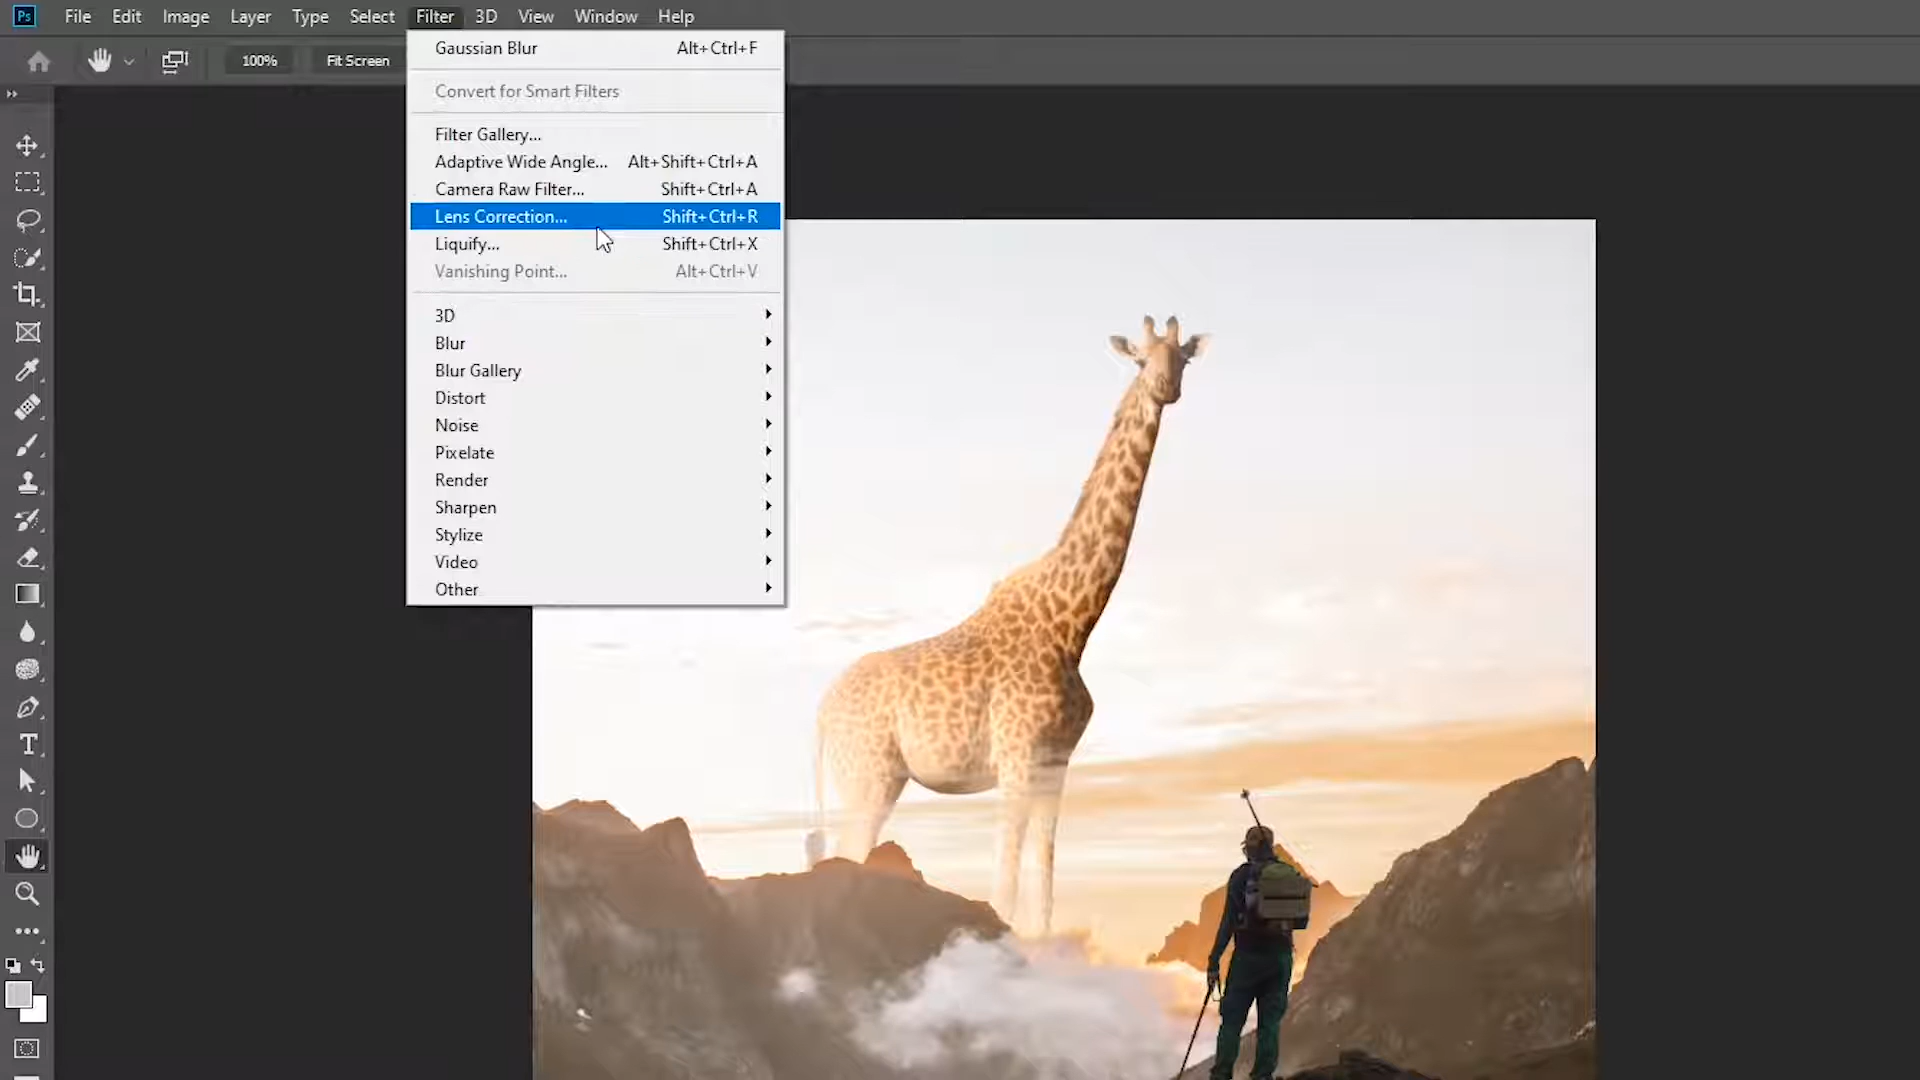 Ps File Edit Image Layer Type Select Filter 3D View Window Help
100% Fit Screen
Gaussian Blur Alt+Ctrl+F
Convert for Smart Filters
Filter Gallery...
Adaptive Wide Angle... Alt+Shift+Ctrl+A
Camera Raw Filter... Shift+Ctrl+A
Lens Correction... Shift+Ctrl+R
Liquify... Shift+Ctrl+X
Vanishing Point... Alt+Ctrl+V
3D
Blur
Blur Gallery
Distort
Noise
Pixelate
Render
Sharpen
Stylize
Video
Other